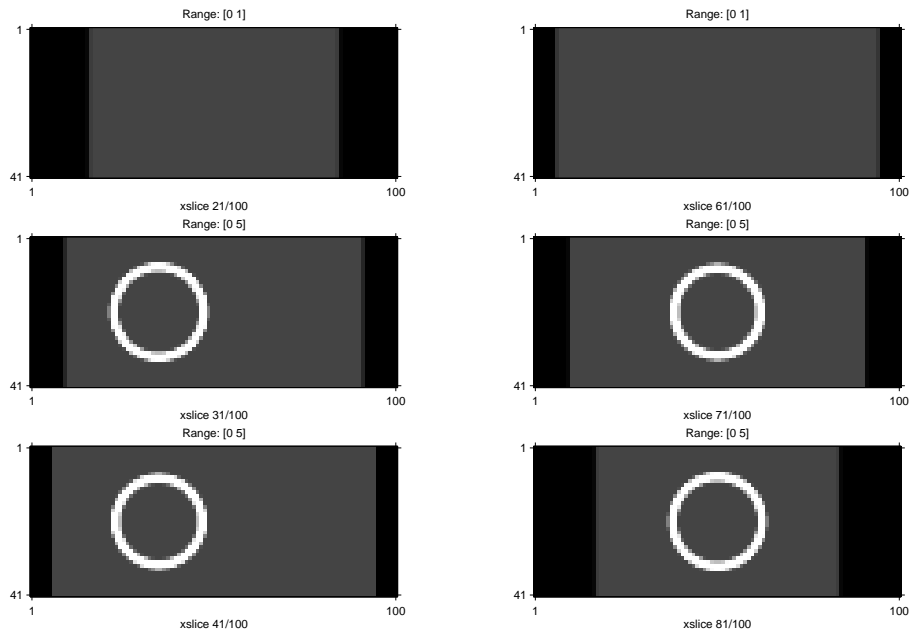 Range: [0 1]
1
41
1 100
xslice 21/100
Range: [0 5]
1
41
1 100
xslice 31/100
Range: [0 5]
1
41
1 100
xslice 41/100
Range: [0 1]
1 100
xslice 61/100
Range: [0 5]
1
41
1 100
xslice 71/100
Range: [0 5]
1
41
1 100
xslice 81/100